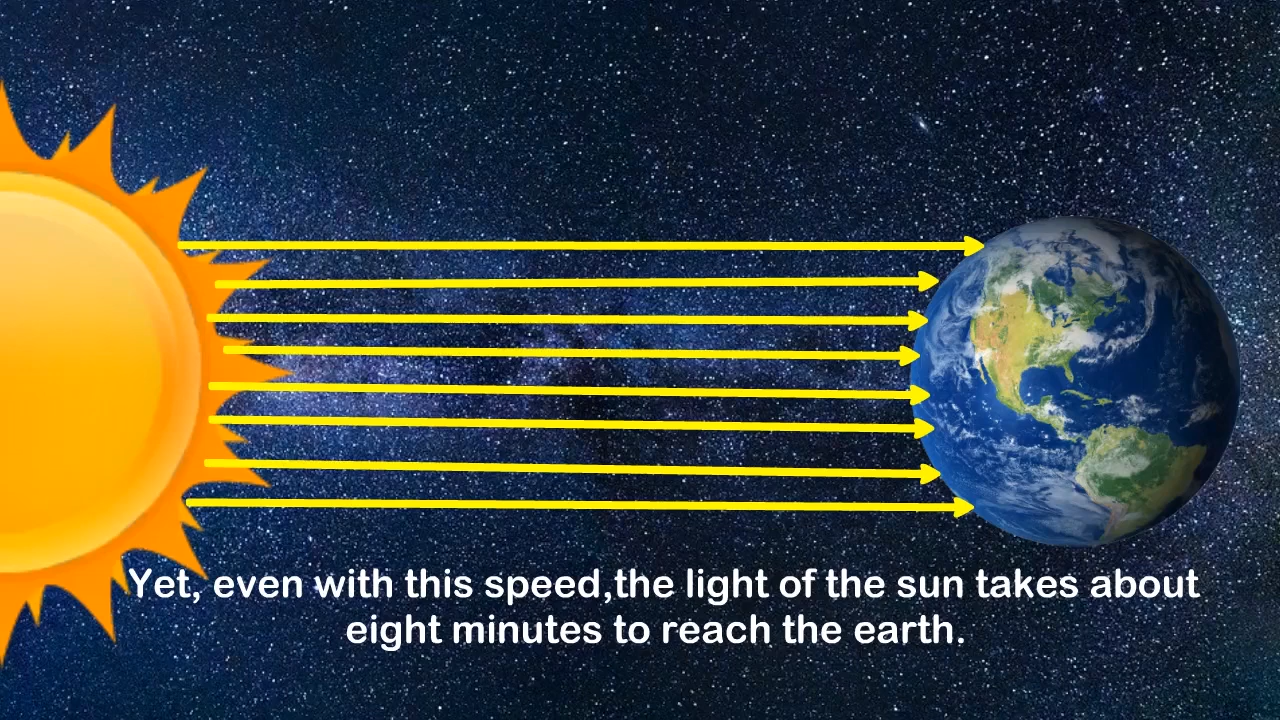 Yet, even with this speed,the light of the sun takes about
eight minutes to reach the earth.